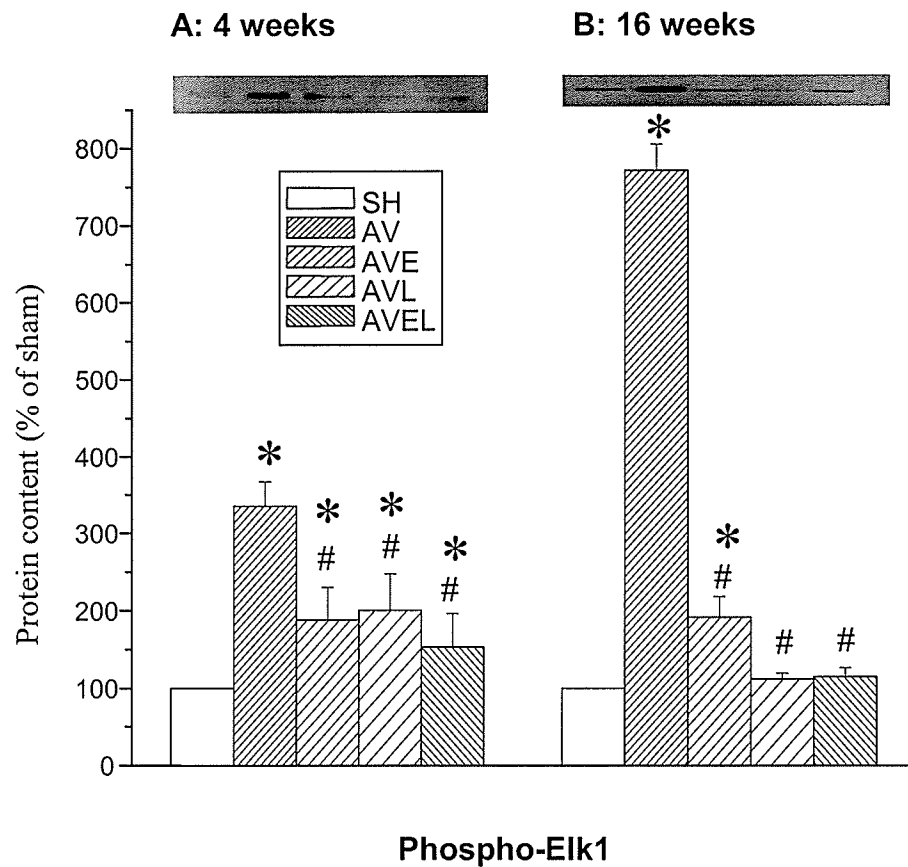 A: 4 weeks
B: 16 weeks
Protein content (% of sham)
800
700
600
500
400
300
200
100
0
SH
AV
AVE
AVL
AVEL
*
*
#
*
#
*
#
*
*
#
#
#
Phospho-Elk1